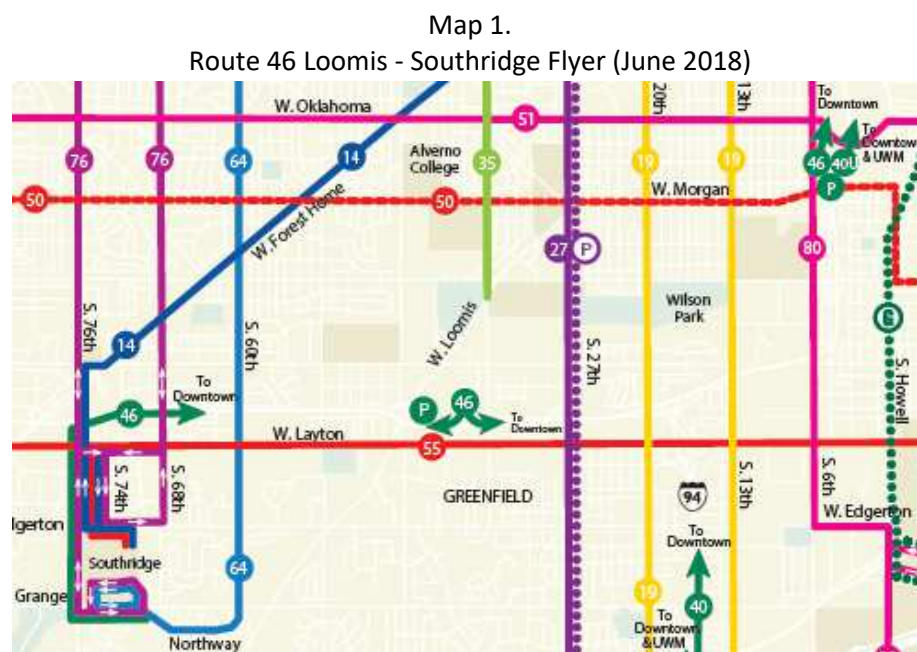 Map 1.
Route 46 Loomis - Southridge Flyer (June 2018)
W. Oklahoma
51
20th
13th
To
Downtown
To
Downtown
& UWM
76
76
64
14
Alverno
College
35
19
19
46
40U
P
50
50
W. Morgan
W. Forest Home
27
P
80
S. 76th
S. 60th
W. Loomis
S. 27th
Wilson
Park
G
S. Howell
14
To
Downtown
46
P
46
To
Downtown
W. Layton
55
S. 74th
S. 68th
GREENFIELD
94
S. 13th
S. 6th
W. Edgerton
dgerton
Southridge
To
Downtown
Grange
64
19
40
Northway
To
Downtown
& UWM